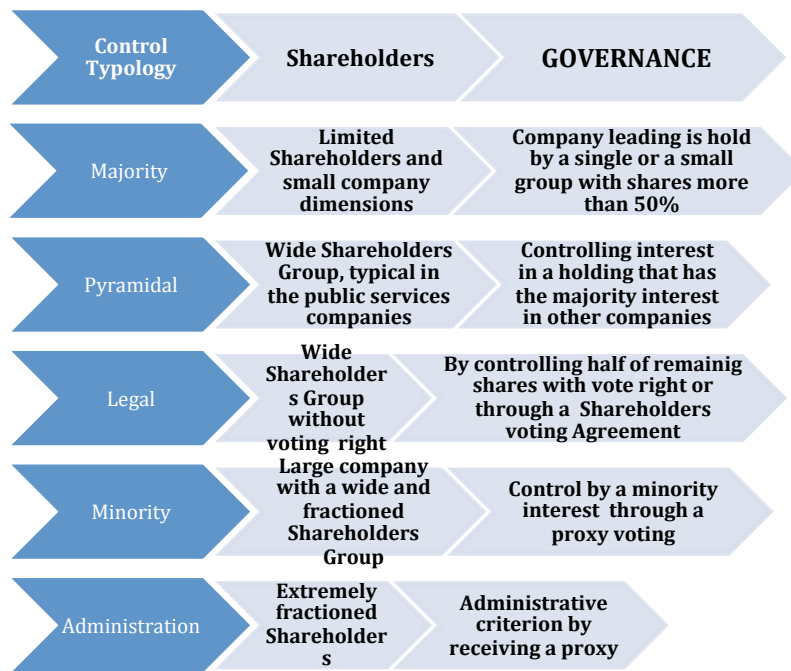 Control
Typology
Shareholders
GOVERNANCE
Majority
Limited
Shareholders and
small company
dimensions
Company leading is hold
by a single or a small
group with shares more
than 50%
Pyramidal
Wide Shareholders
Group, typical in
the public services
companies
Controlling interest
in a holding that has
the majority interest
in other companies
Legal
Wide
Shareholder
s Group
without
voting right
By controlling half of remainig
shares with vote right or
through a Shareholders
voting Agreement
Minority
Large company
with a wide and
fractioned
Shareholders
Group
Control by a minority
interest through a
proxy voting
Administration
Extremely
fractioned
Shareholder
s
Administrative
criterion by
receiving a proxy